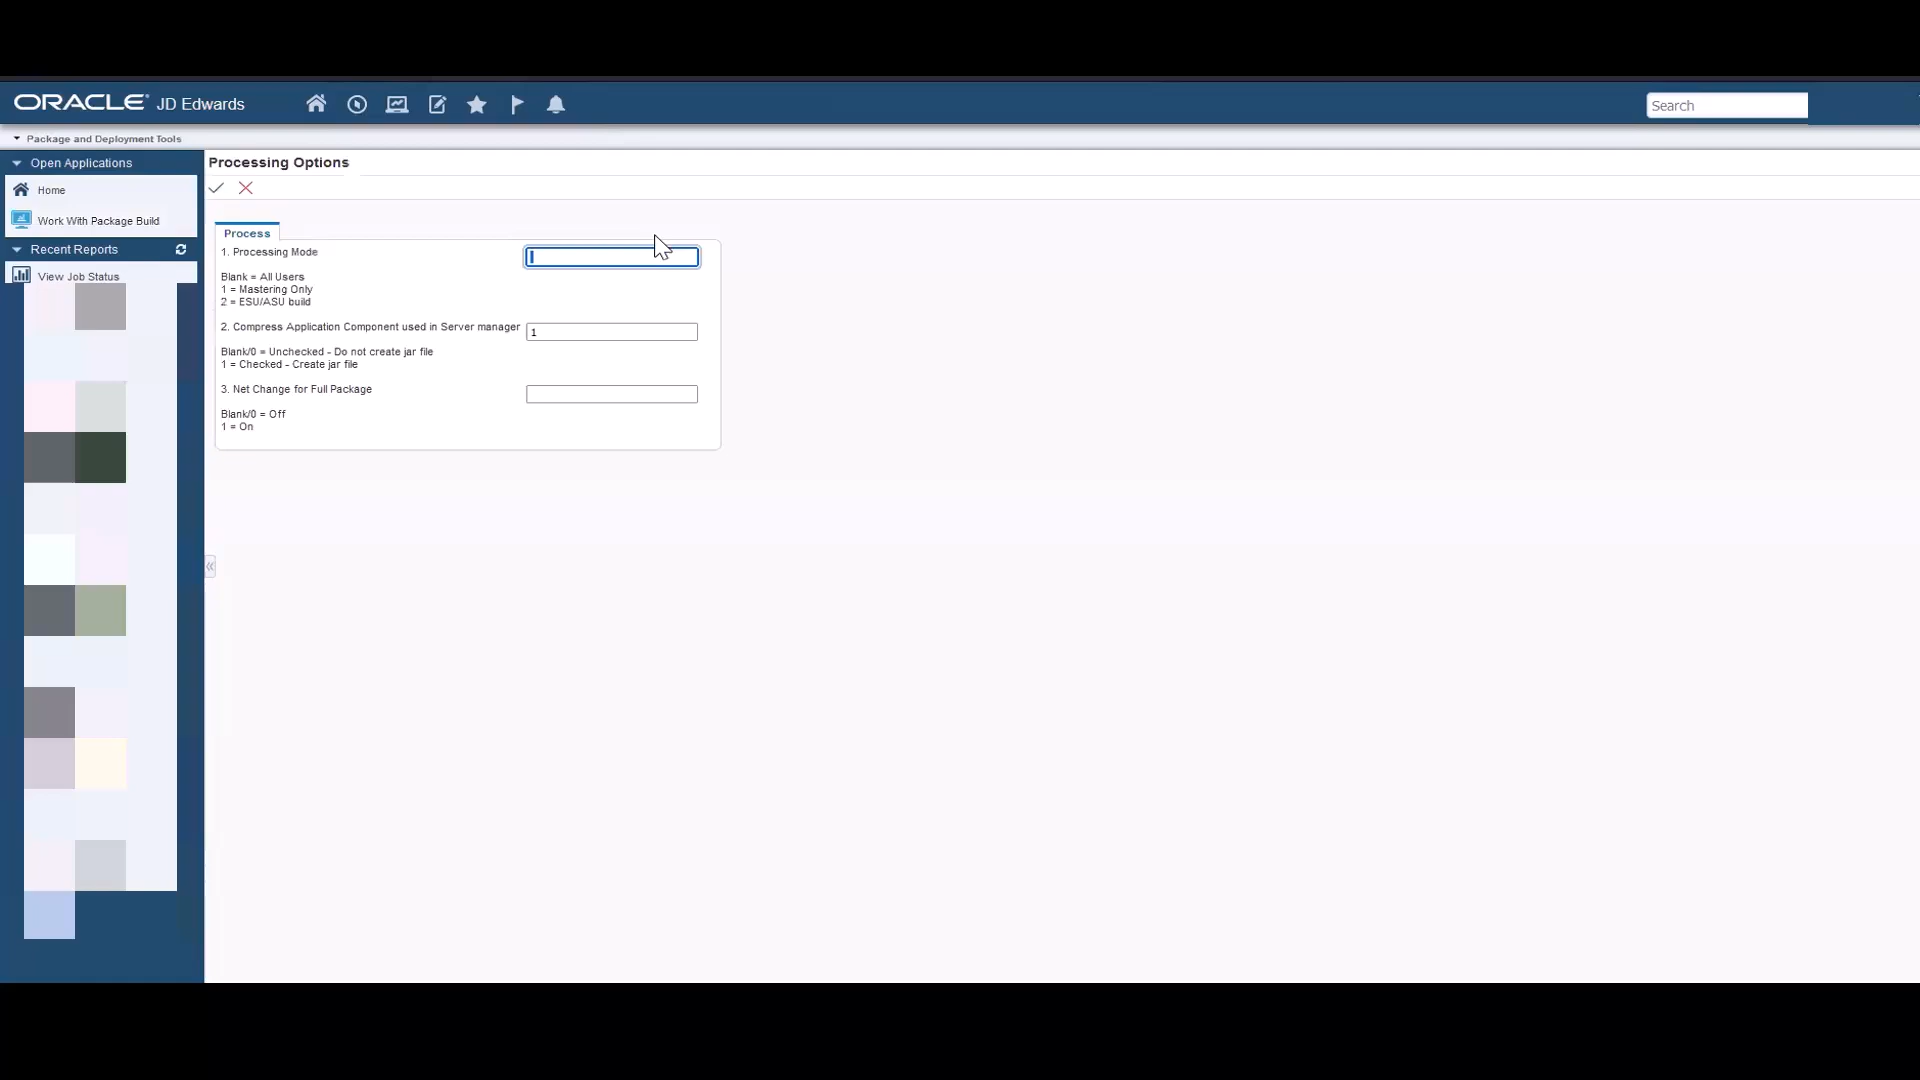 ORACLE JD Edwards
Search
Package and Deployment Tools
Open Applications
Home
Work With Package Build
Recent Reports
View Job Status
Processing Options
Process
1. Processing Mode
Blank = All Users
1 = Mastering Only
2 = ESU/ASU build
2. Compress Application Component used in Server manager 1
Blank/0 = Unchecked - Do not create jar file
1 = Checked - Create jar file
3. Net Change for Full Package
Blank/0 = Off
1 = On